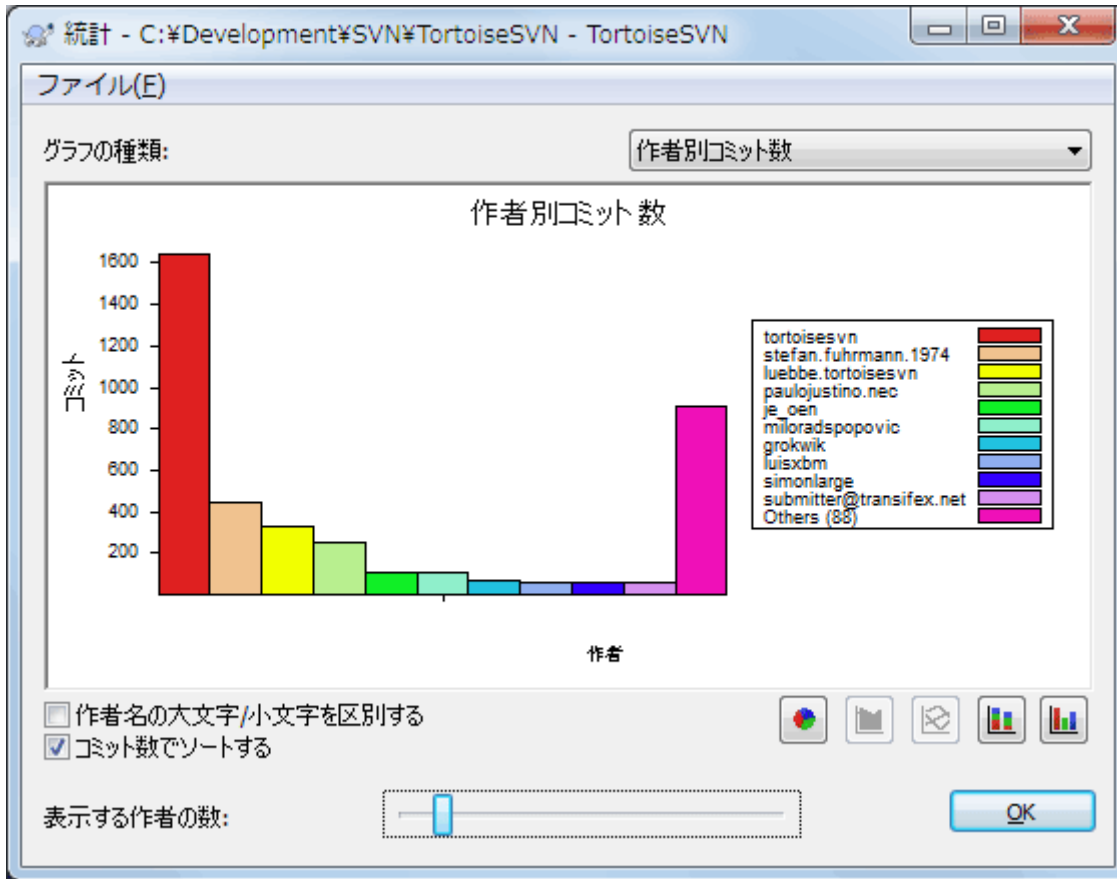 統計 - C:¥Development¥SVN¥TortoiseSVN - TortoiseSVN
ファイル(F)
グラフの種類:
作者別コミット数
作者別コミット数
1600
1400
1200
1000
800
600
400
200
コミット
作者
tortoisesvn
stefan.fuhrmann.1974
luebbe.tortoisesvn
paulojustino.nec
je_oen
miloradspopovic
grokwik
luisxbm
simonlarge
submitter@transifex.net
Others (88)
作者名の大文字/小文字を区別する
コミット数でソートする
表示する作者の数:
OK